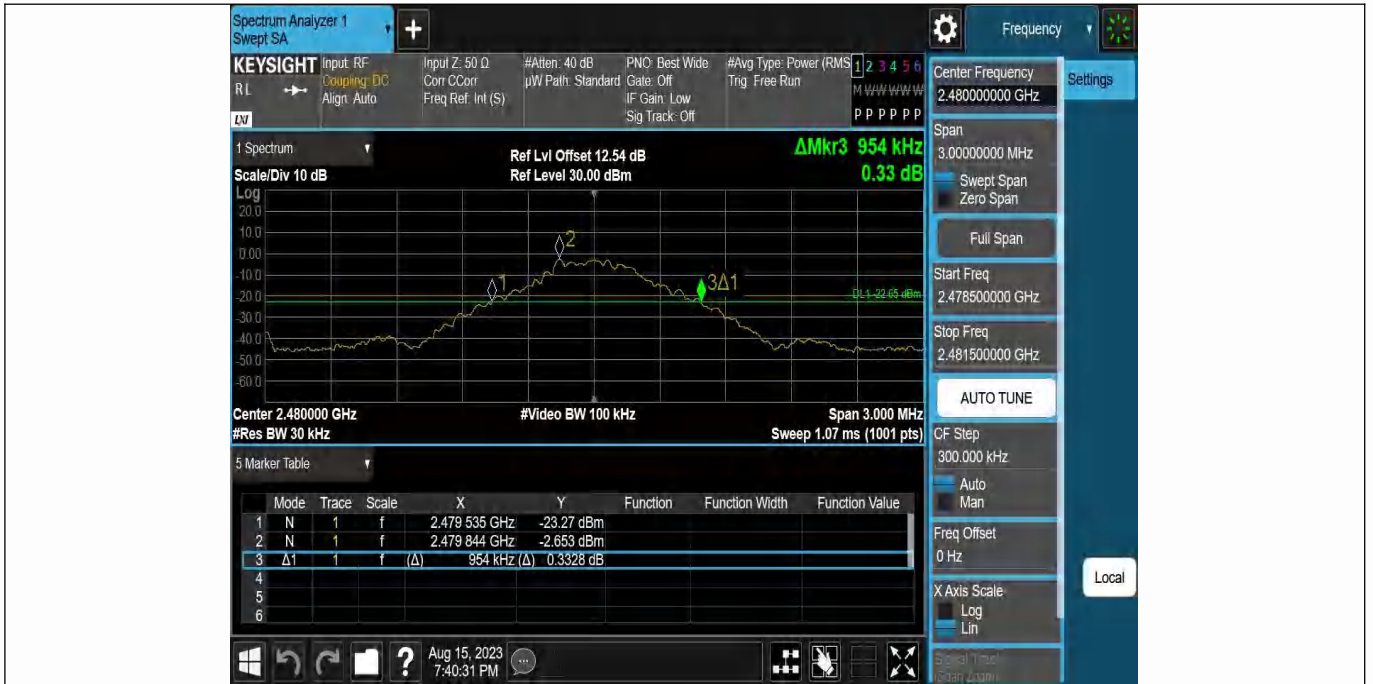 Spectrum Analyzer 1
Swept SA
Frequency
KEYSIGHT
RL
LXI
Input: RF
Coupling: DC
Align: Auto
Input Z: 50 Ω
Corr CCorr
Freq Ref: Int (S)
#Atten: 40 dB
µW Path: Standard
PNO: Best Wide
Gate: Off
IF Gain: Low
Sig Track: Off
#Avg Type: Power (RMS
Trig: Free Run
1 2 3 4 5 6
M W W W W W
P P P P P P
1 Spectrum
Scale/Div 10 dB
Ref Lvl Offset 12.54 dB
Ref Level 30.00 dBm
ΔMkr3 954 kHz
0.33 dB
Log
20.0
10.0
0.00
-10.0
-20.0
-30.0
-40.0
-50.0
-60.0
2
1
3Δ1
DL1 -22.65 dBm
Center 2.480000 GHz
#Video BW 100 kHz
Span 3.000 MHz
#Res BW 30 kHz
Sweep 1.07 ms (1001 pts)
5 Marker Table
Mode Trace Scale X Y Function Function Width Function Value
1 N 1 f 2.479 535 GHz -23.27 dBm
2 N 1 f 2.479 844 GHz -2.653 dBm
3 Δ1 1 f (Δ) 954 kHz (Δ) 0.3328 dB
4
5
6
Aug 15, 2023
7:40:31 PM
Center Frequency
2.480000000 GHz
Settings
Span
3.00000000 MHz
Swept Span
Zero Span
Full Span
Start Freq
2.478500000 GHz
Stop Freq
2.481500000 GHz
AUTO TUNE
CF Step
300.000 kHz
Auto
Man
Freq Offset
0 Hz
Local
X Axis Scale
Log
Lin
Signal Track
(Span Zoom)